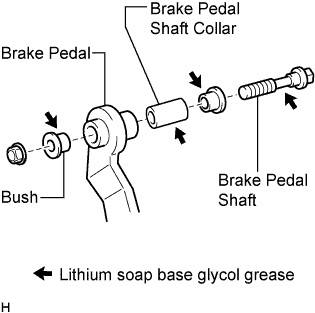 Brake Pedal
Shaft Collar
Brake Pedal
Brake Pedal
Shaft
Bush
Lithium soap base glycol grease
H